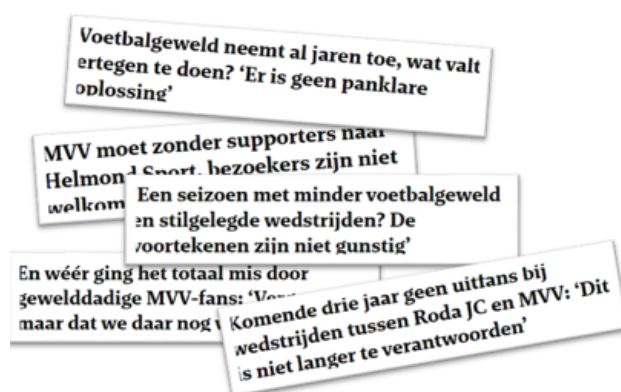 Voetbalgeweld neemt al jaren toe, wat valt
ertegen te doen? ‘Er is geen panklare
oplossing’
MVV moet zonder supporters naar
Helmond Sport, bezoekers zijn niet
welkom
Een seizoen met minder voetbalgeweld
en stilgelegde wedstrijden? De
voortekenen zijn niet gunstig’
En wéér ging het totaal mis door
gewelddadige MVV-fans:
maar dat we daar nog
Komende drie jaar geen uitfans bij
wedstrijden tussen Roda JC en MVV: ‘Dit
is niet langer te verantwoorden’